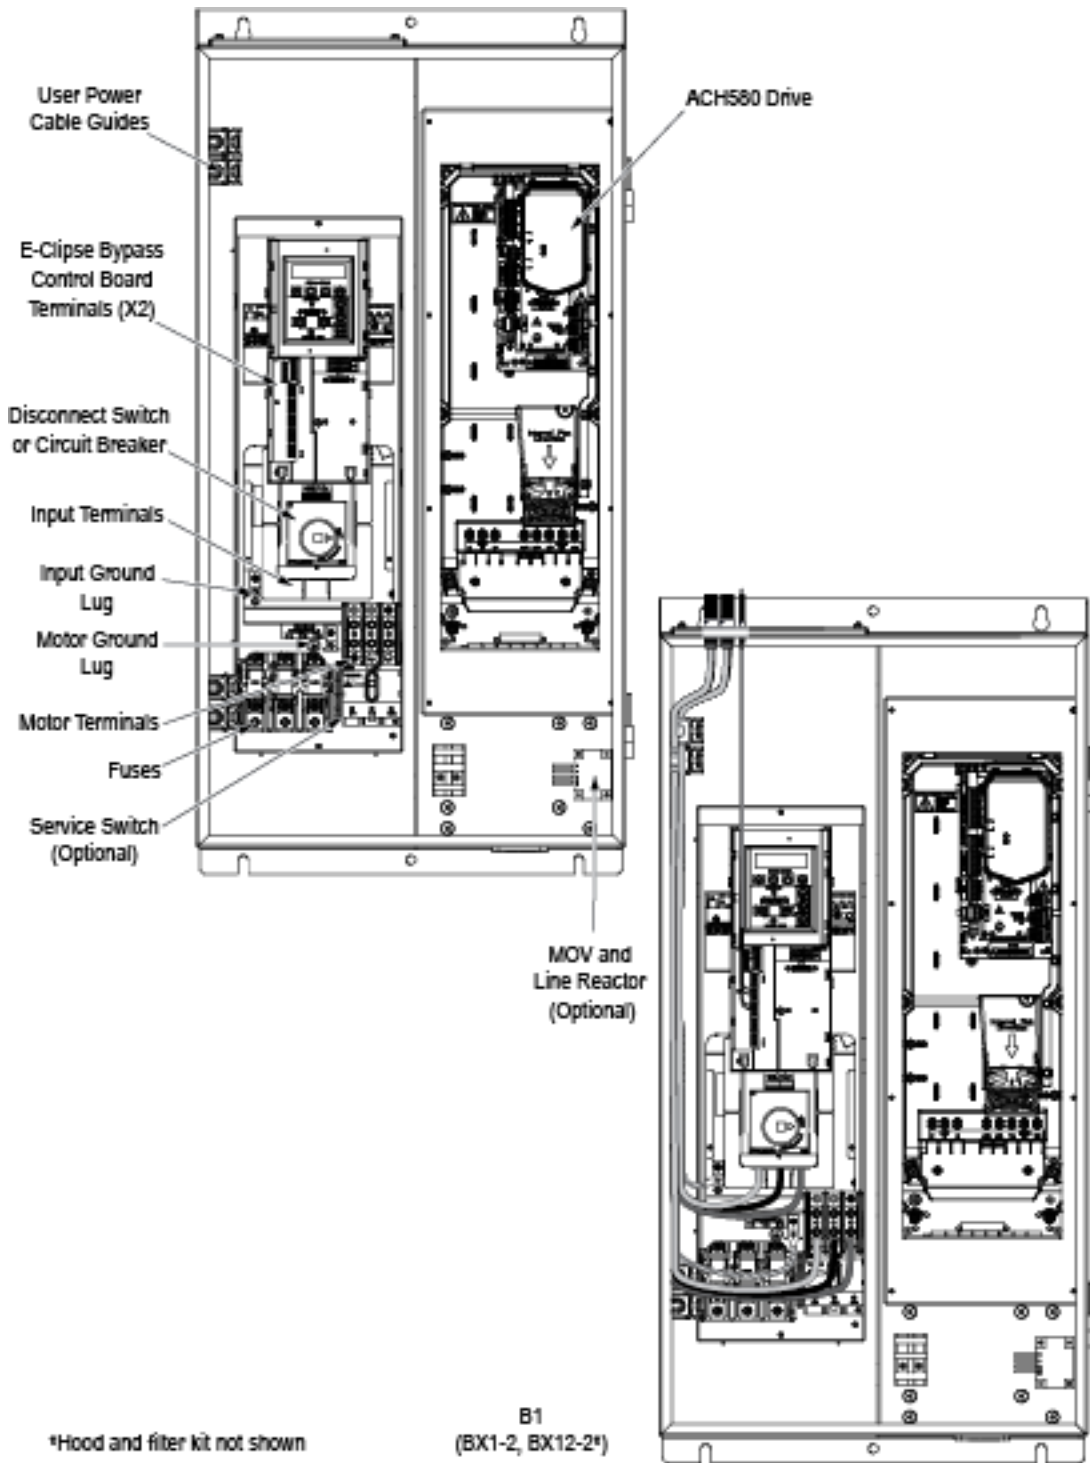 User Power
Cable Guides
ACH580 Drive
E-Clipse Bypass
Control Board
Terminals (X2)
Disconnect Switch
or Circuit Breaker
Input Terminals
Input Ground
Lug
Motor Ground
Lug
Motor Terminals
Fuses
Service Switch
(Optional)
MOV and
Line Reactor
(Optional)
B1
(BX1-2, BX12-2*)
*Hood and filter kit not shown